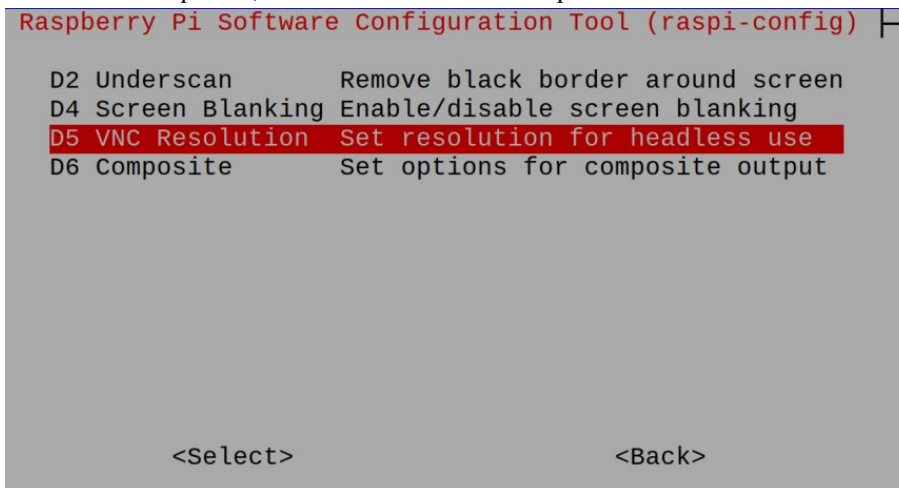 Raspberry Pi Software Configuration Tool (raspi-config)
D2 Underscan Remove black border around screen
D4 Screen Blanking Enable/disable screen blanking
D5 VNC Resolution Set resolution for headless use
D6 Composite Set options for composite output
<Select> <Back>